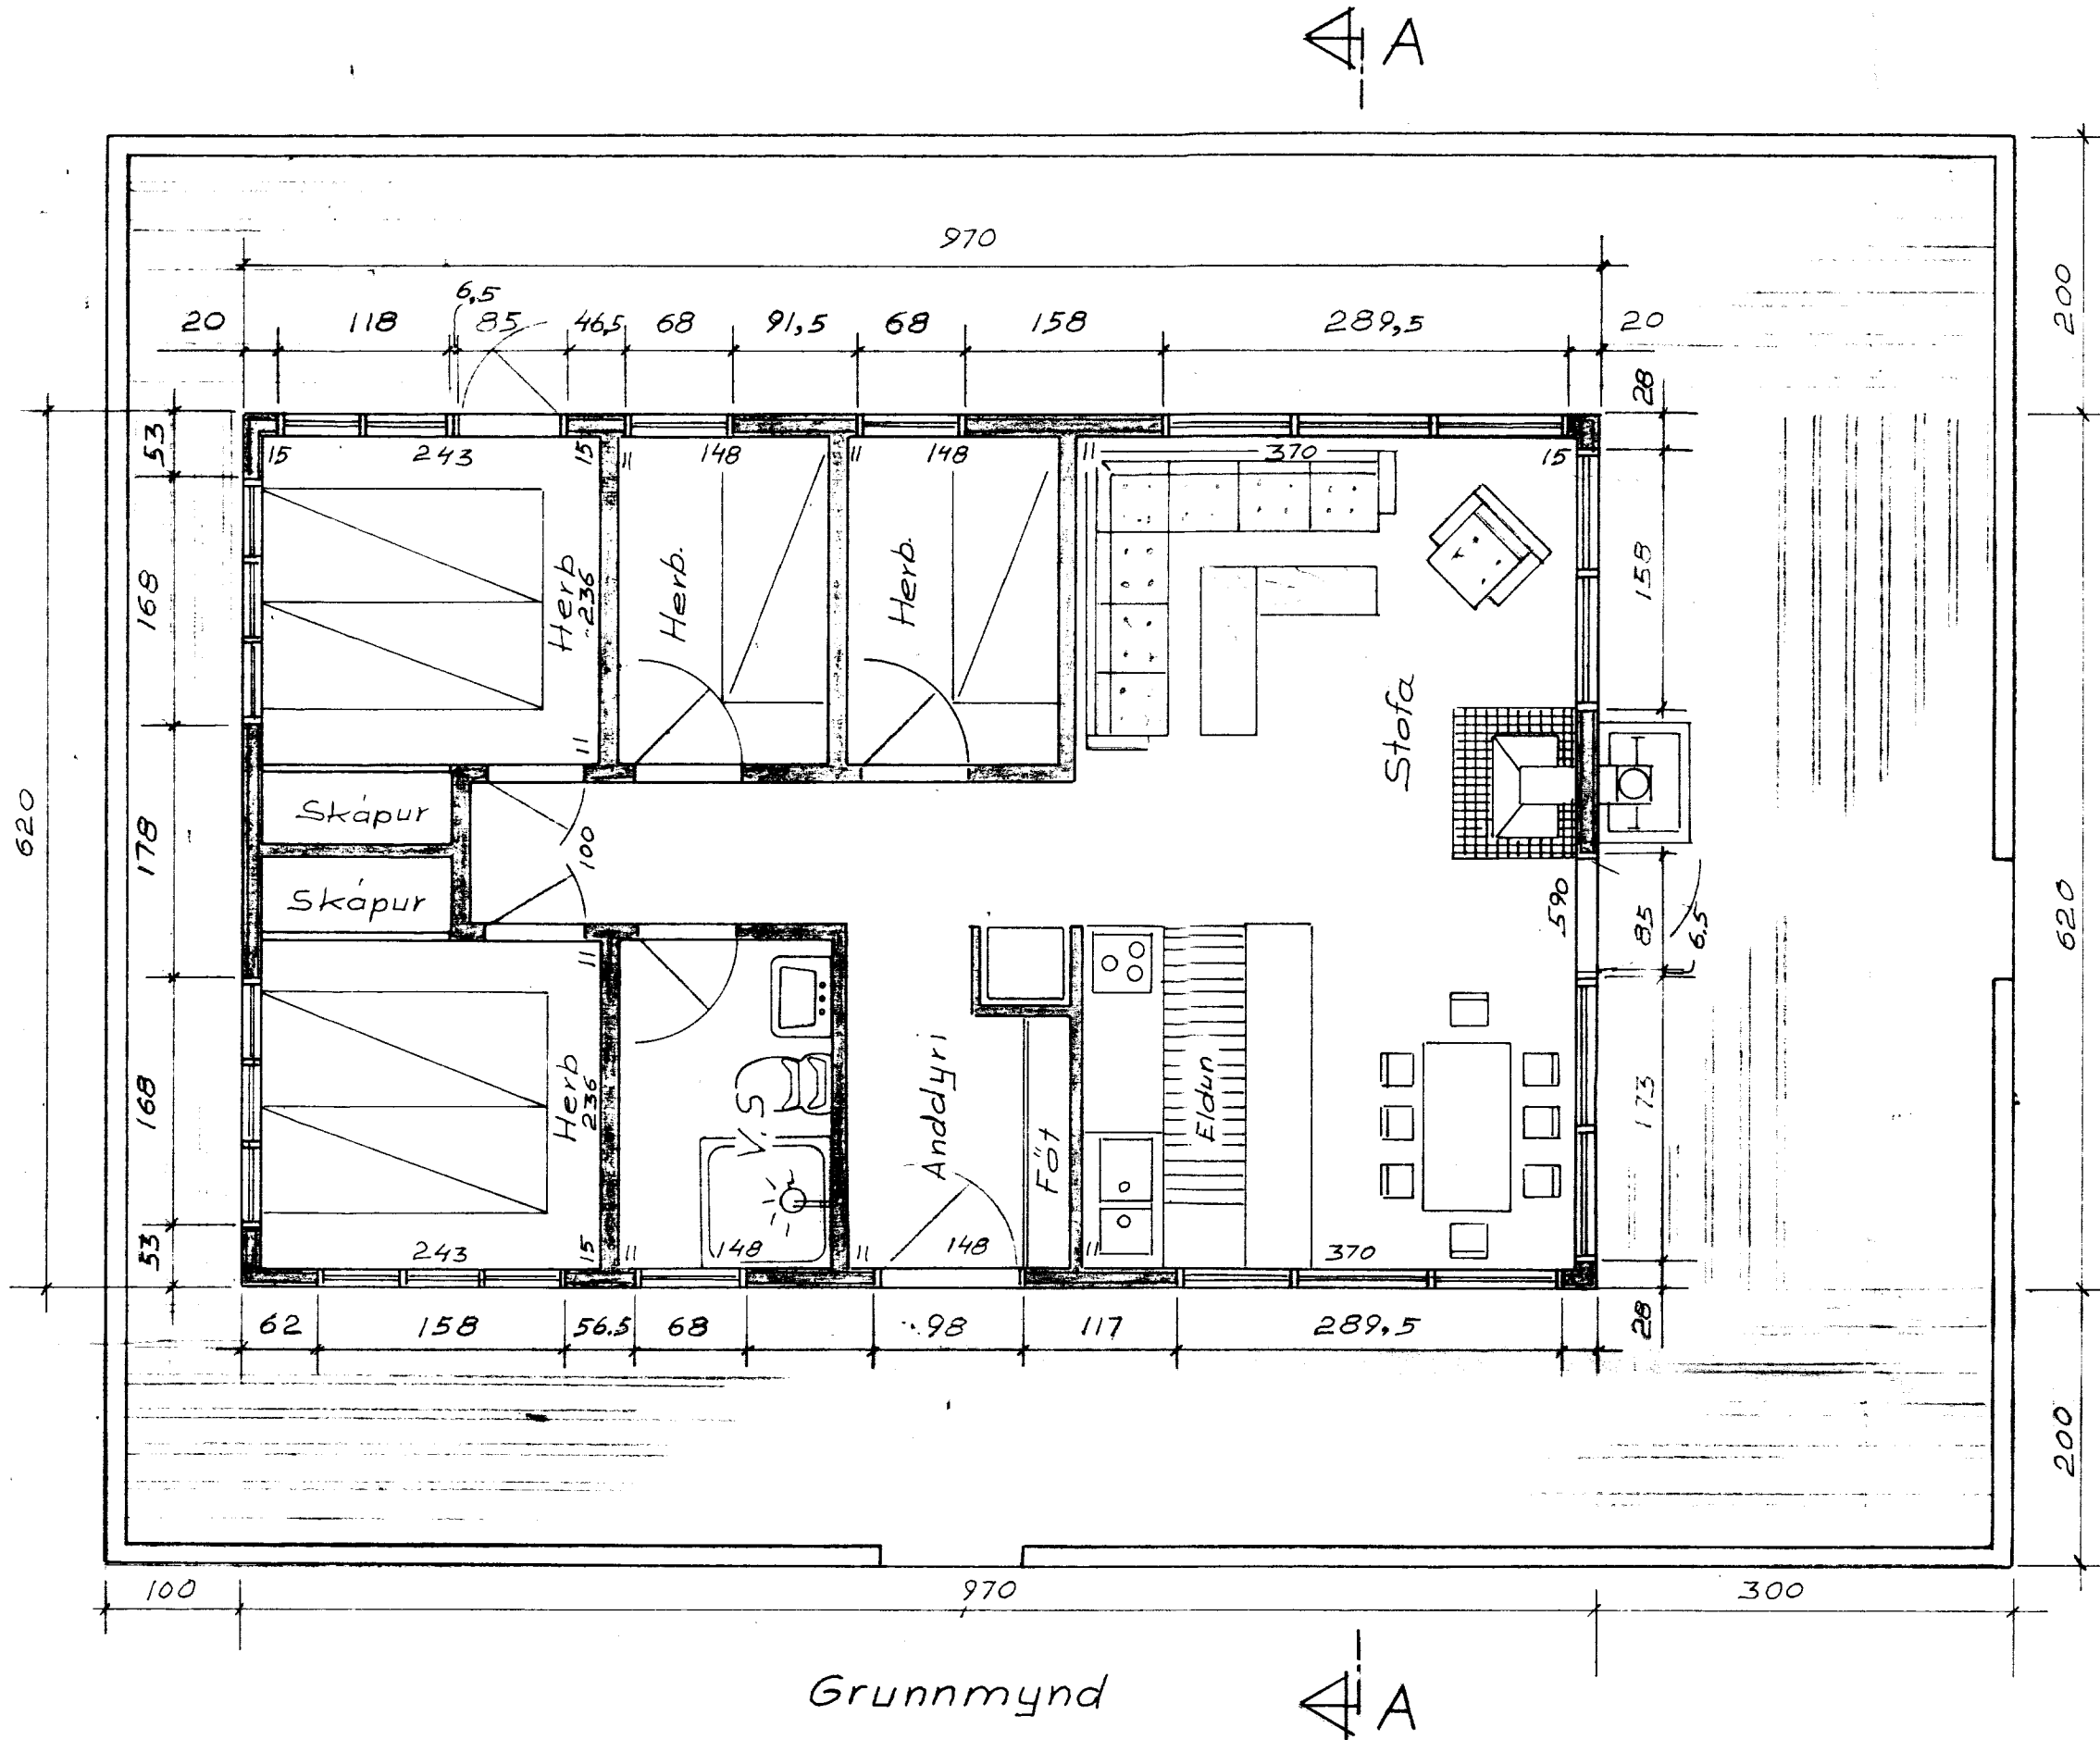 A
970
6,5
20 118 85 46,5 68 91,5 68 158 289,5 20
200
28
53
15 243 15 11 148 11 148 11 370 15
168
Herb
236
Herb.
Herb.
158
Stofa
620
178
Skápur
Skápur
100
590
85
6,5
620
11
11
168
Herb
236
V.S
Anddyri
Föt
Eldun
173
53
243 15 11 148 11 148 11 370
62 158 56.5 68 98 117 289,5
28
200
100 970 300
Grunnmynd
A